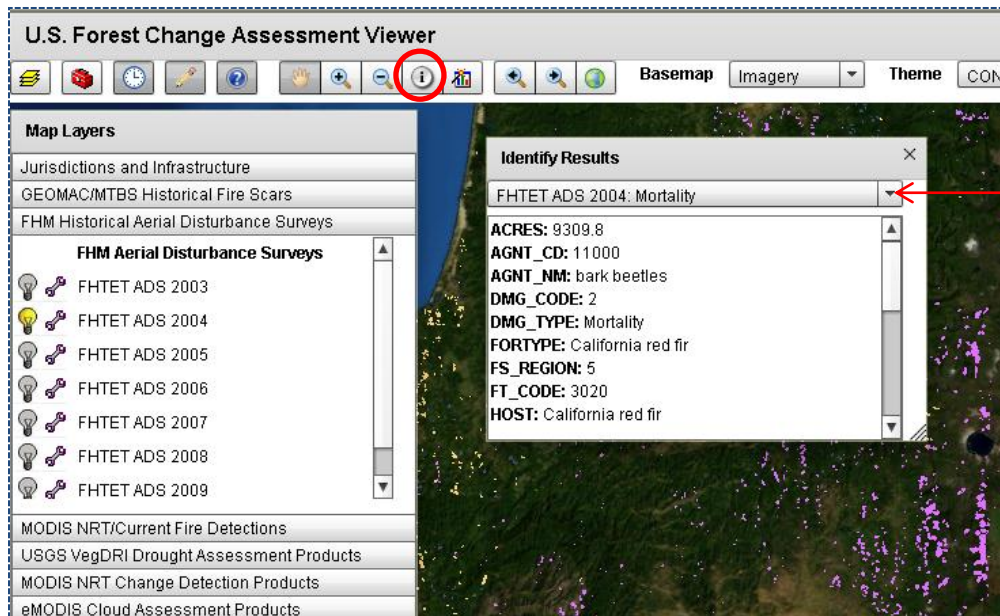 U.S. Forest Change Assessment Viewer
Basemap Imagery Theme CON
Map Layers
Jurisdictions and Infrastructure
GEOMAC/MTBS Historical Fire Scars
FHM Historical Aerial Disturbance Surveys
FHM Aerial Disturbance Surveys
FHTET ADS 2003
FHTET ADS 2004
FHTET ADS 2005
FHTET ADS 2006
FHTET ADS 2007
FHTET ADS 2008
FHTET ADS 2009
MODIS NRT/Current Fire Detections
USGS VegDRI Drought Assessment Products
MODIS NRT Change Detection Products
eMODIS Cloud Assessment Products
Identify Results
FHTET ADS 2004: Mortality
ACRES: 9309.8
AGNT_CD: 11000
AGNT_NM: bark beetles
DMG_CODE: 2
DMG_TYPE: Mortality
FORTYPE: California red fir
FS_REGION: 5
FT_CODE: 3020
HOST: California red fir